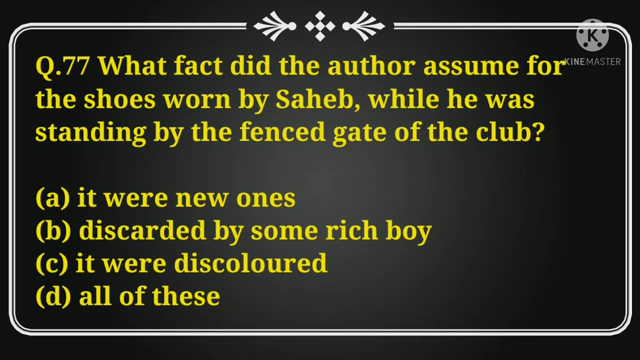 K
KINEMASTER
Q.77 What fact did the author assume for
the shoes worn by Saheb, while he was
standing by the fenced gate of the club?
(a) it were new ones
(b) discarded by some rich boy
(c) it were discoloured
(d) all of these